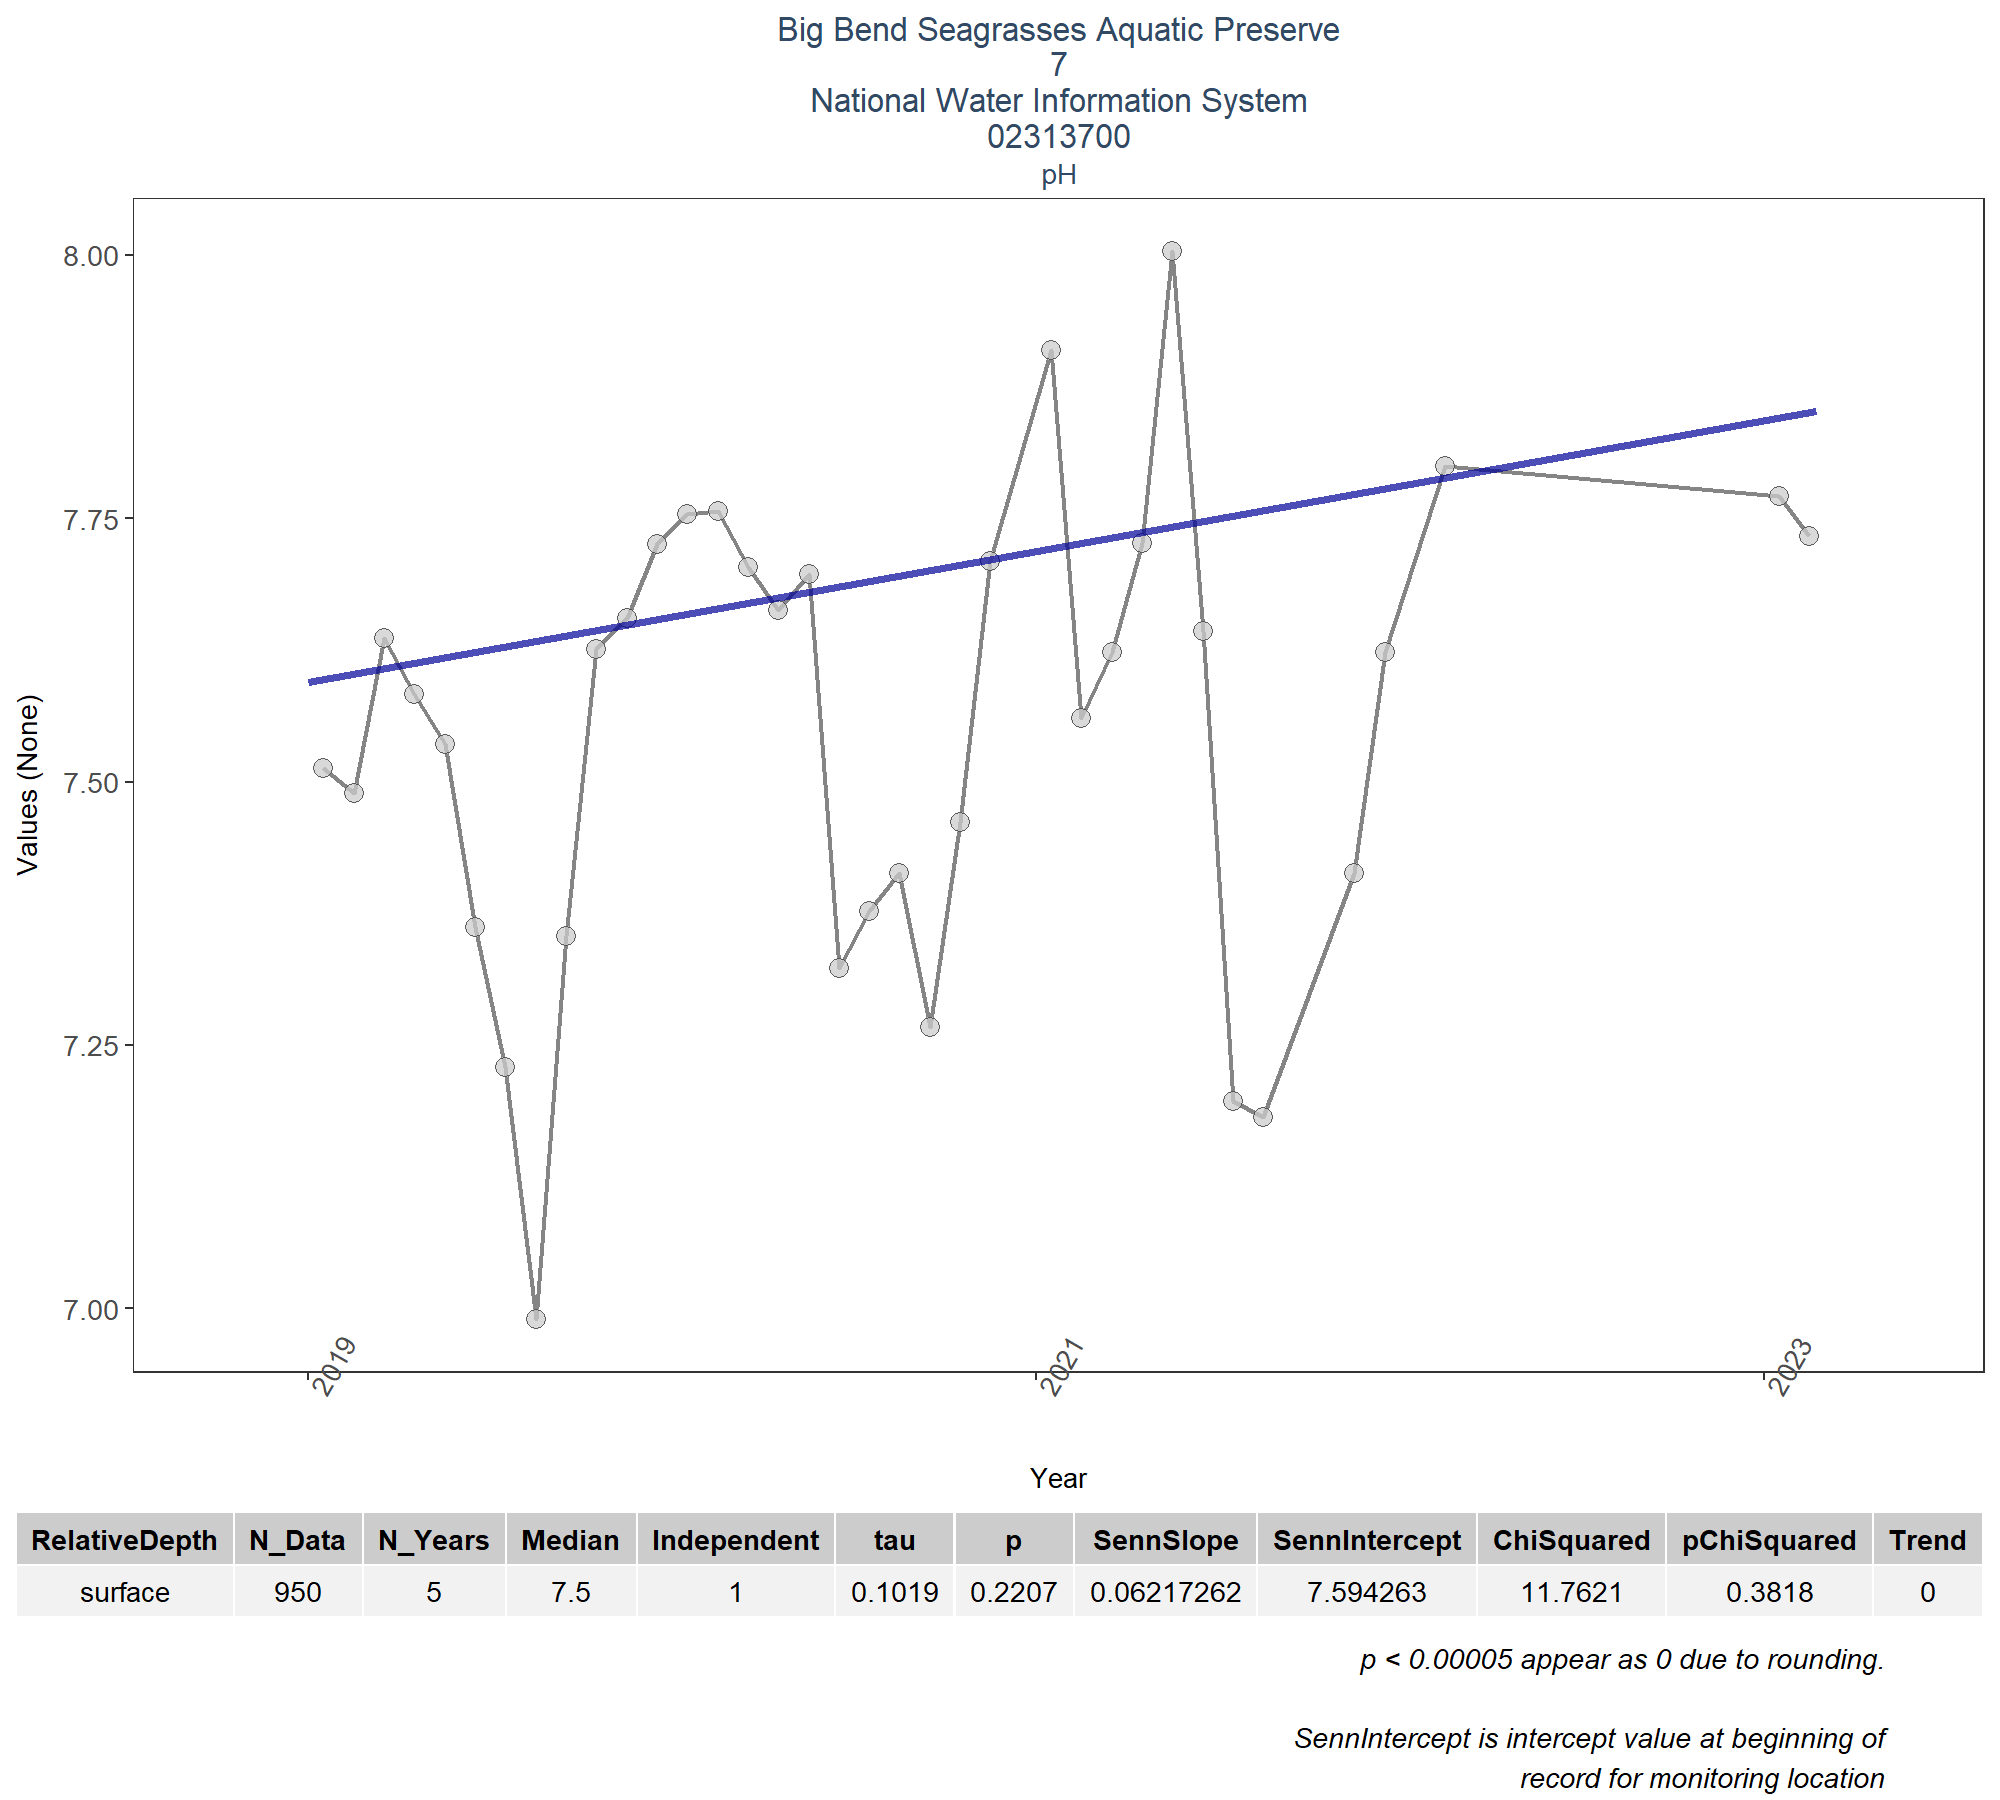 Big Bend Seagrasses Aquatic Preserve
7
National Water Information System
02313700
pH
8.00
7.75
7.50
7.25
7.00
Values (None)
2019
2021
2023
Year
RelativeDepth N_Data N_Years Median Independent tau p SennSlope SennIntercept ChiSquared pChiSquared Trend
surface 950 5 7.5 1 0.1019 0.2207 0.06217262 7.594263 11.7621 0.3818 0
p < 0.00005 appear as 0 due to rounding.
SennIntercept is intercept value at beginning of
record for monitoring location